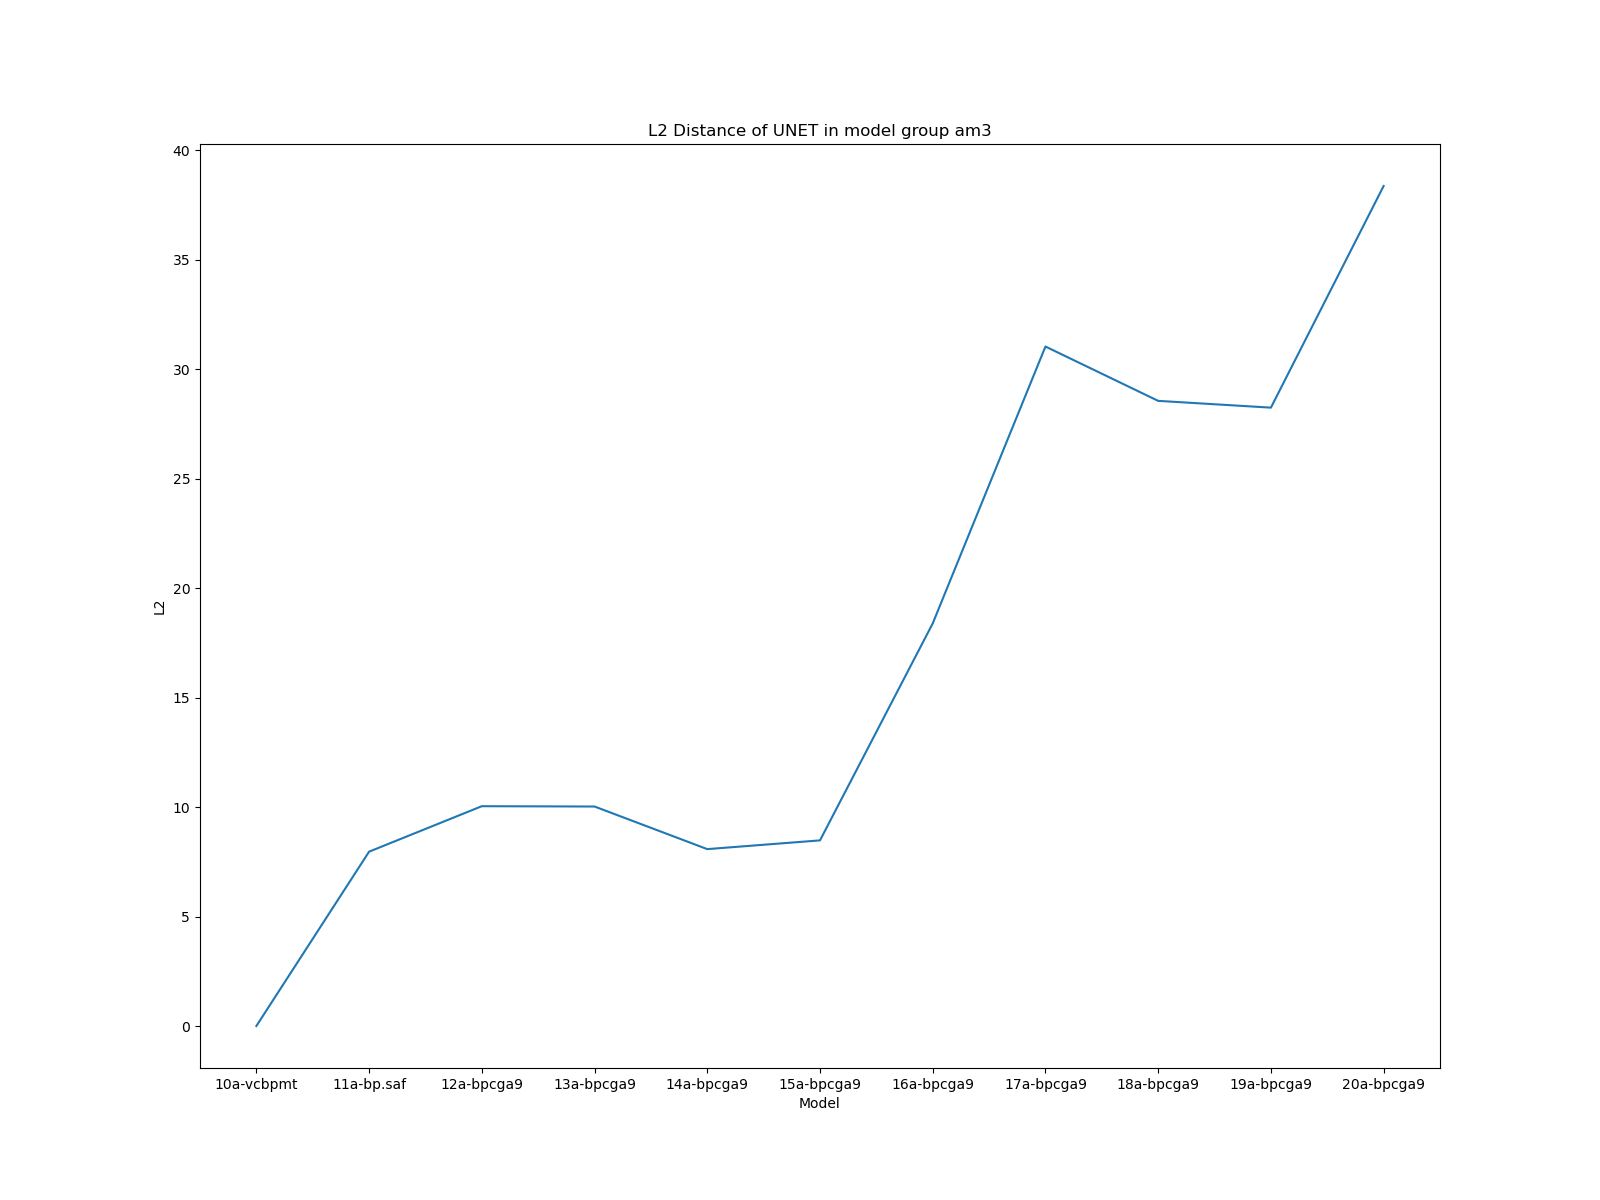 L2 Distance of UNET in model group am3
40
35
30
25
20
15
10
5
0
L2
10a-vcbpmt 11a-bp.saf 12a-bpcga9 13a-bpcga9 14a-bpcga9 15a-bpcga9 16a-bpcga9 17a-bpcga9 18a-bpcga9 19a-bpcga9 20a-bpcga9
Model